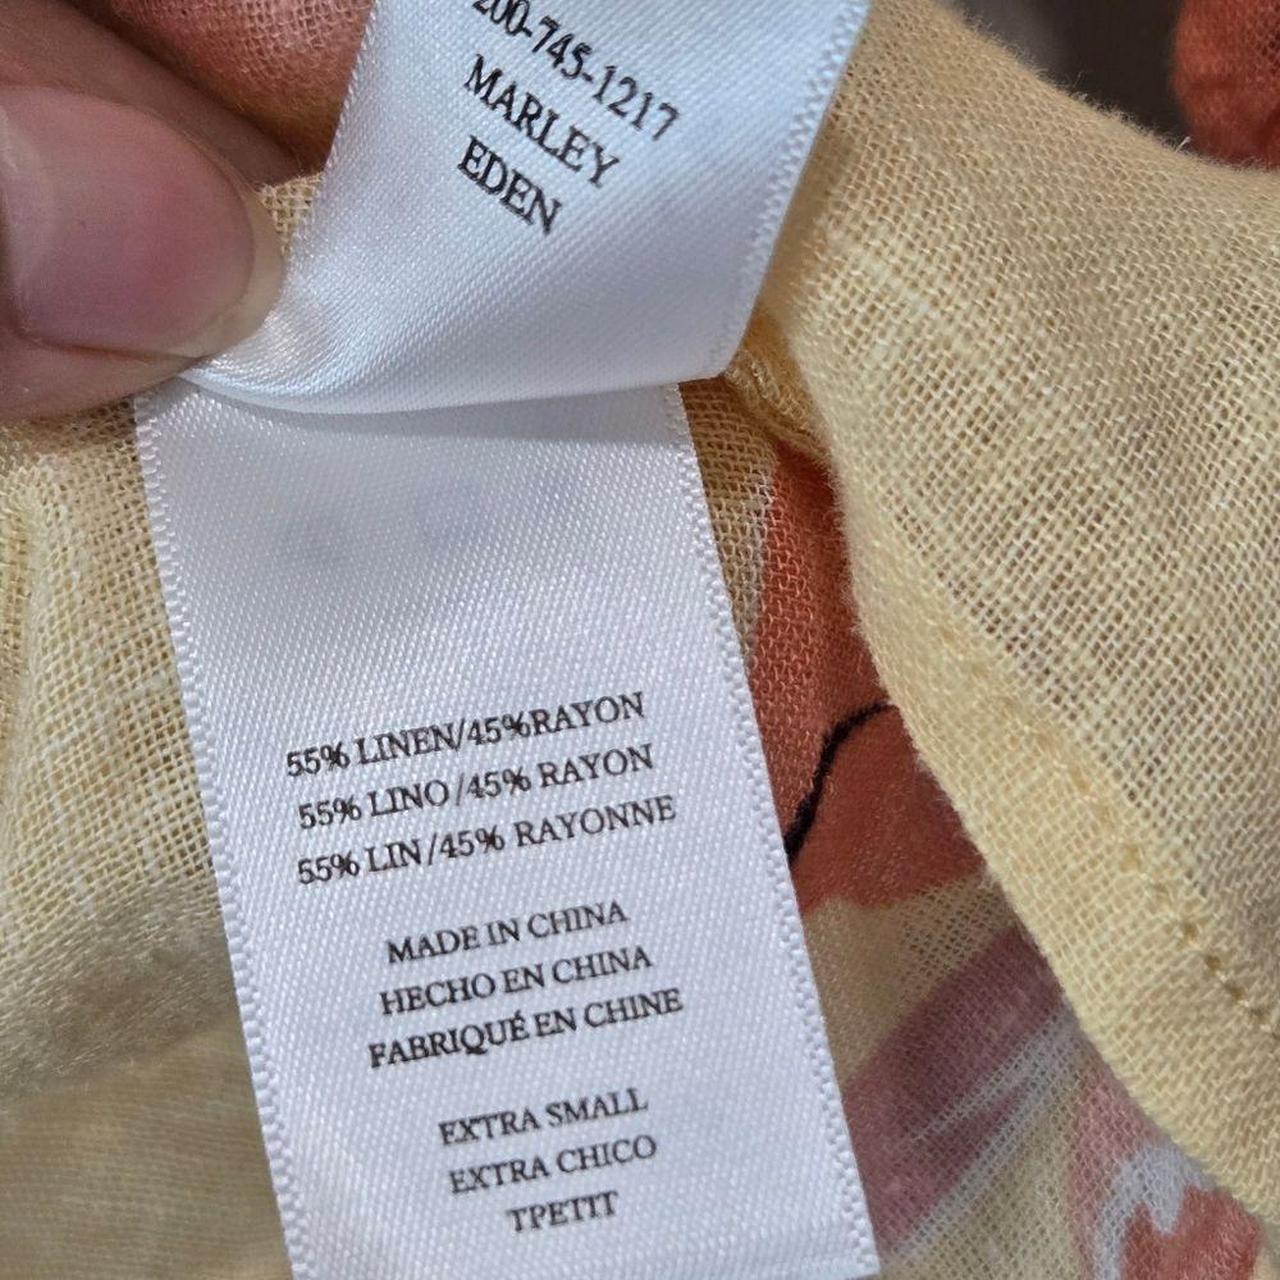 200-745-1217
MARLEY
EDEN
55% LINEN/45%RAYON
55% LINO/45% RAYON
55% LIN/45% RAYONNE
MADE IN CHINA
HECHO EN CHINA
FABRIQUÉ EN CHINE
EXTRA SMALL
EXTRA CHICO
TPETIT